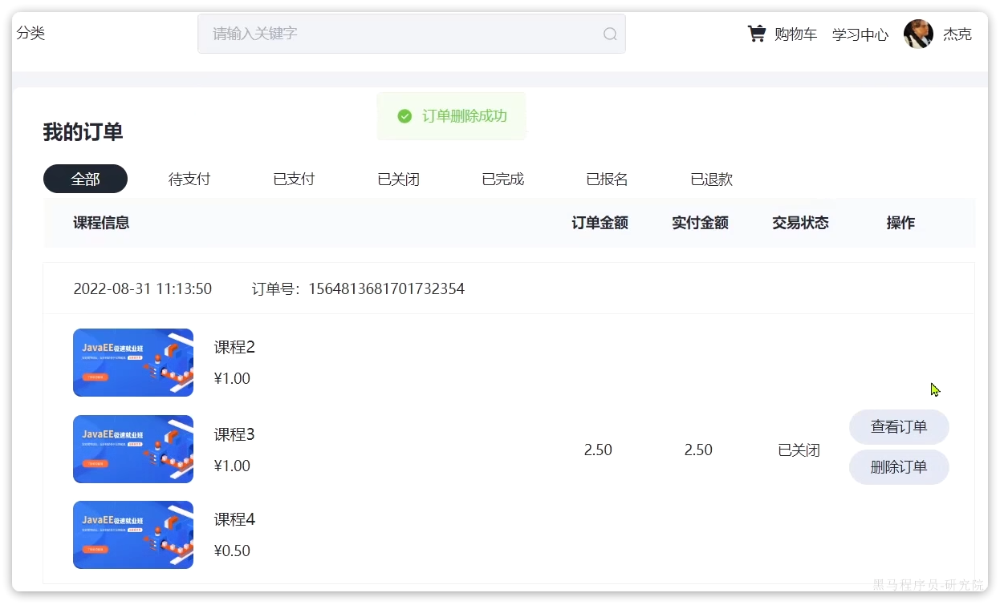 分类
请输入关键字
购物车 学习中心 杰克
订单删除成功
我的订单
全部 待支付 已支付 已关闭 已完成 已报名 已退款
课程信息 订单金额 实付金额 交易状态 操作
2022-08-31 11:13:50 订单号：1564813681701732354
JavaEE极速就业班
课程2
¥1.00
JavaEE极速就业班
课程3
¥1.00
2.50 2.50 已关闭
查看订单
删除订单
JavaEE极速就业班
课程4
¥0.50
黑马程序员-研究院